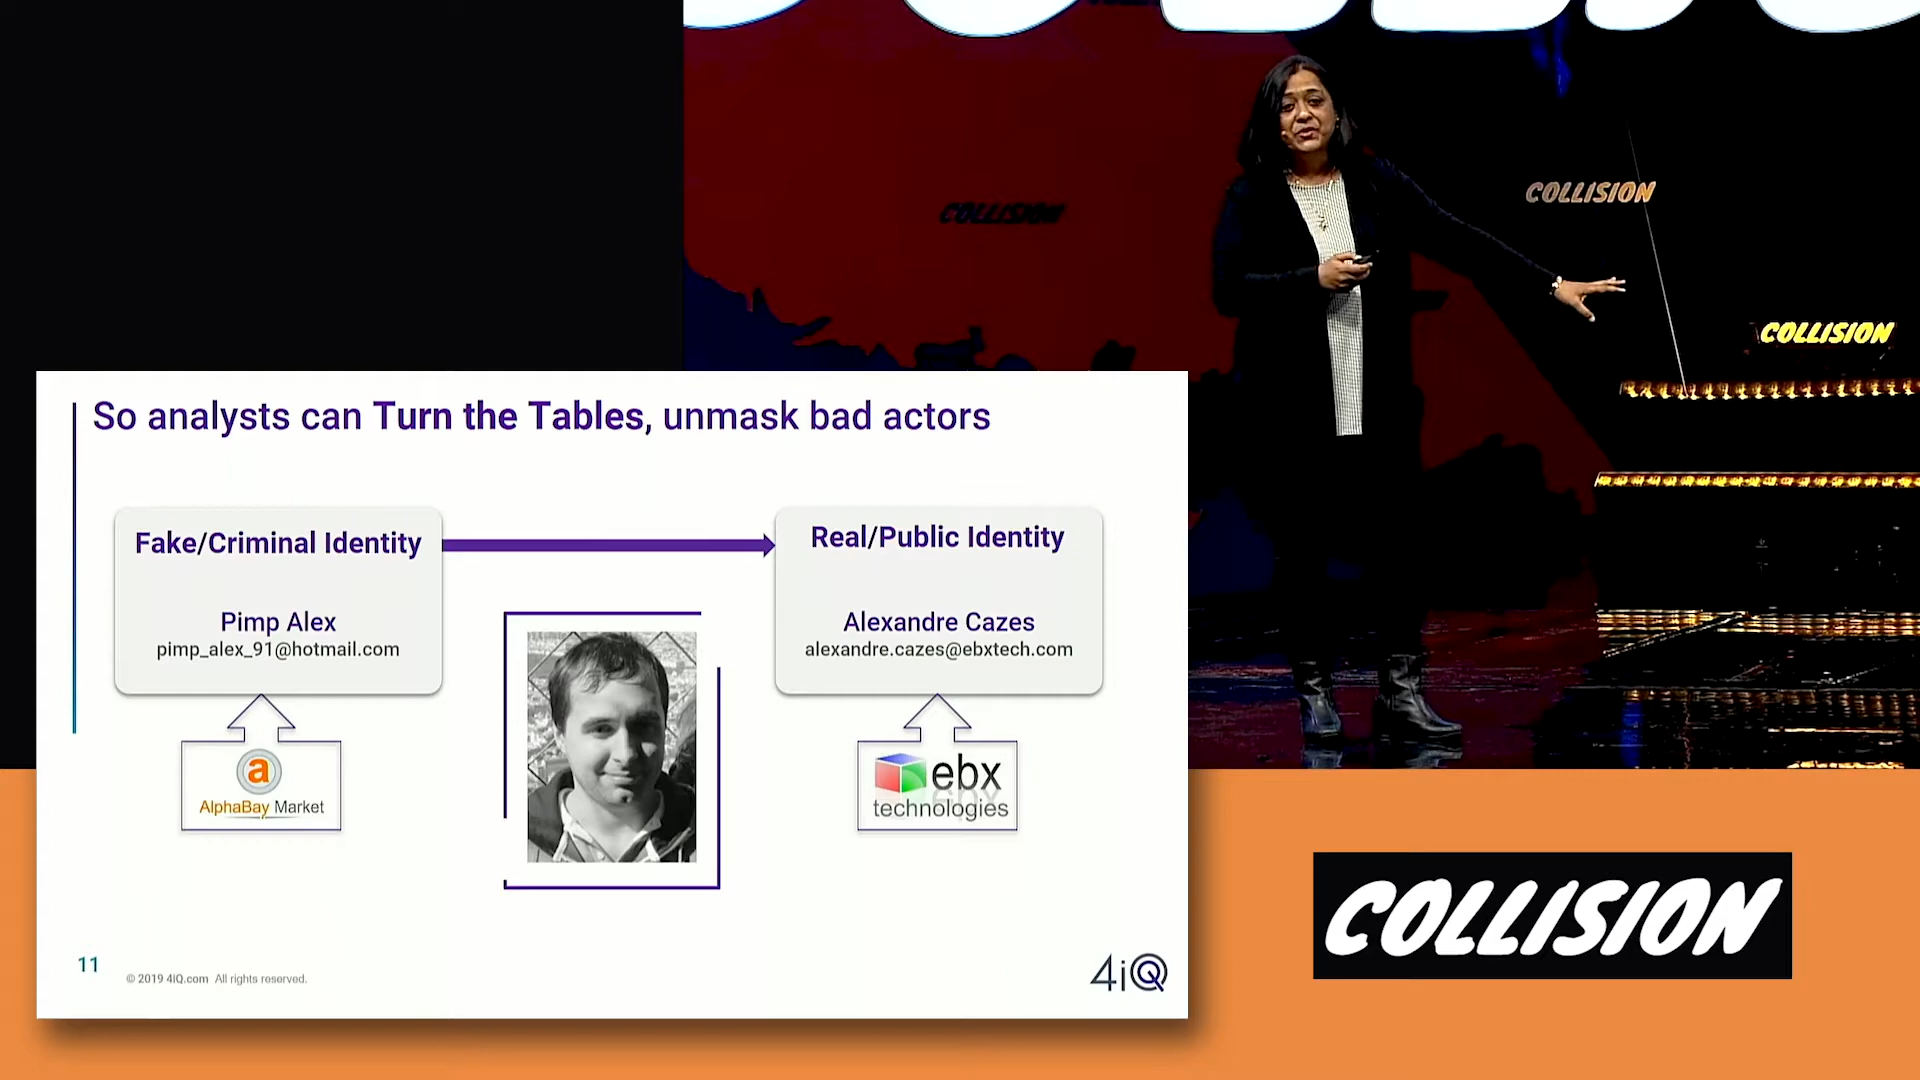 COLLISION
COLLISION
COLLISION
So analysts can Turn the Tables, unmask bad actors
Fake/Criminal Identity
Pimp Alex
pimp_alex_91@hotmail.com
Real/Public Identity
Alexandre Cazes
alexandre.cazes@ebxtech.com
a
AlphaBay Market
ebx
technologies
COLLISION
11
© 2019 4iQ.com All rights reserved.
4iQ